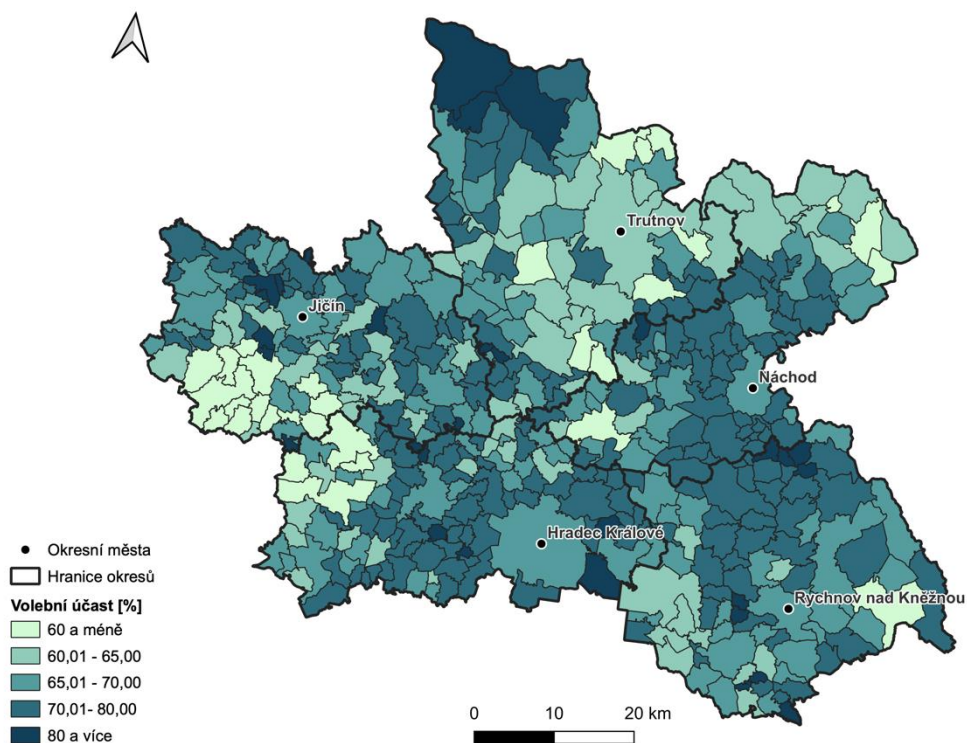 Trutnov
Jičín
Náchod
Hradec Králové
Rychnov nad Kněžnou
Okresní města
Hranice okresů
Volební účast [%]
60 a méně
60,01 - 65,00
65,01 - 70,00
70,01- 80,00
80 a více
0 10 20 km